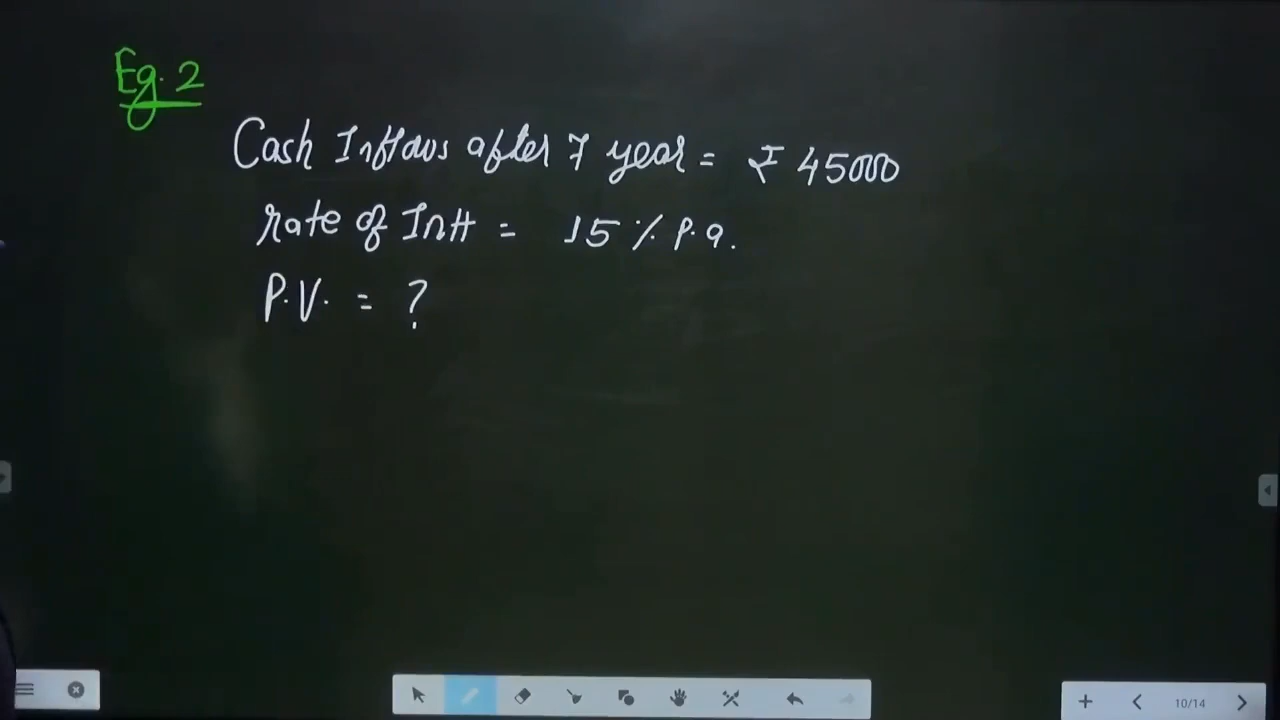 Eg. 2
Cash Inflows after 7 year = ₹ 45000
rate of Intt = 15 % p.a.
P.V. = ?
10/14